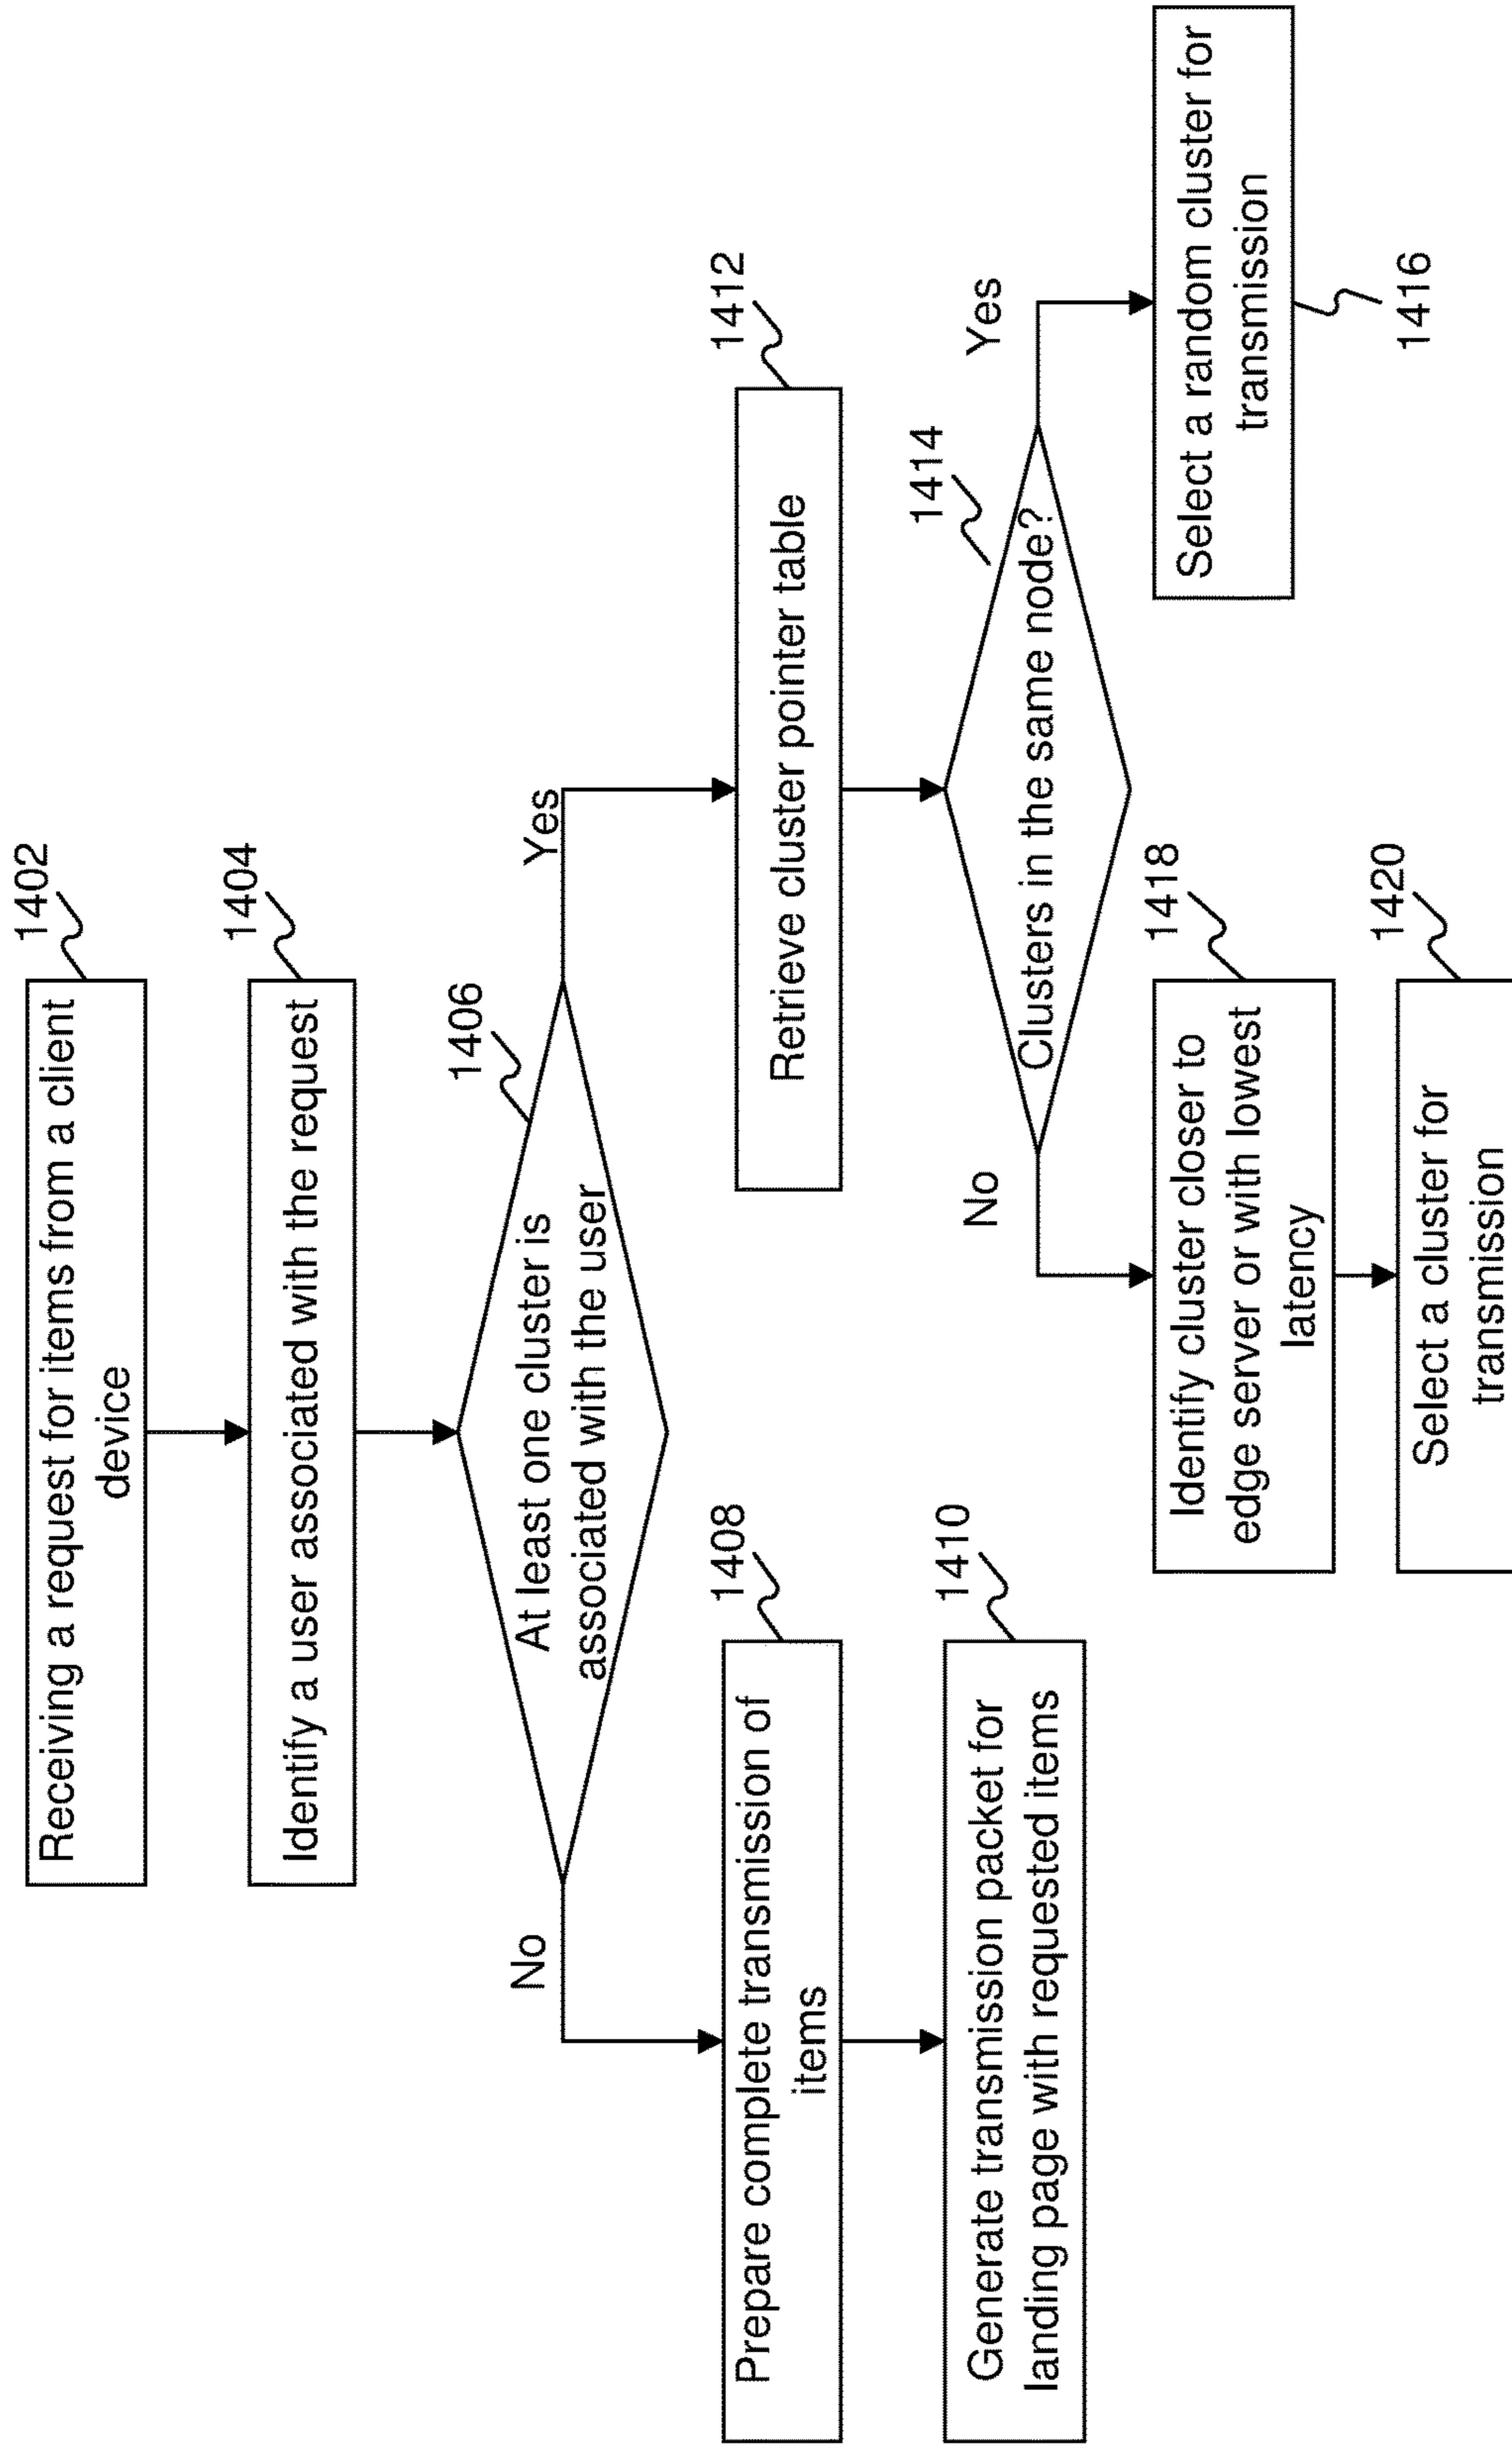 1402
Receiving a request for items from a client
device
1404
Identify a user associated with the request
1406
At least one cluster is
associated with the user
No
Yes
1408
Prepare complete transmission of
items
1410
Generate transmission packet for
landing page with requested items
1412
Retrieve cluster pointer table
1414
Clusters in the same node?
No
Yes
1418
Identify cluster closer to
edge server or with lowest
latency
1420
Select a cluster for
transmission
Select a random cluster for
transmission
1416